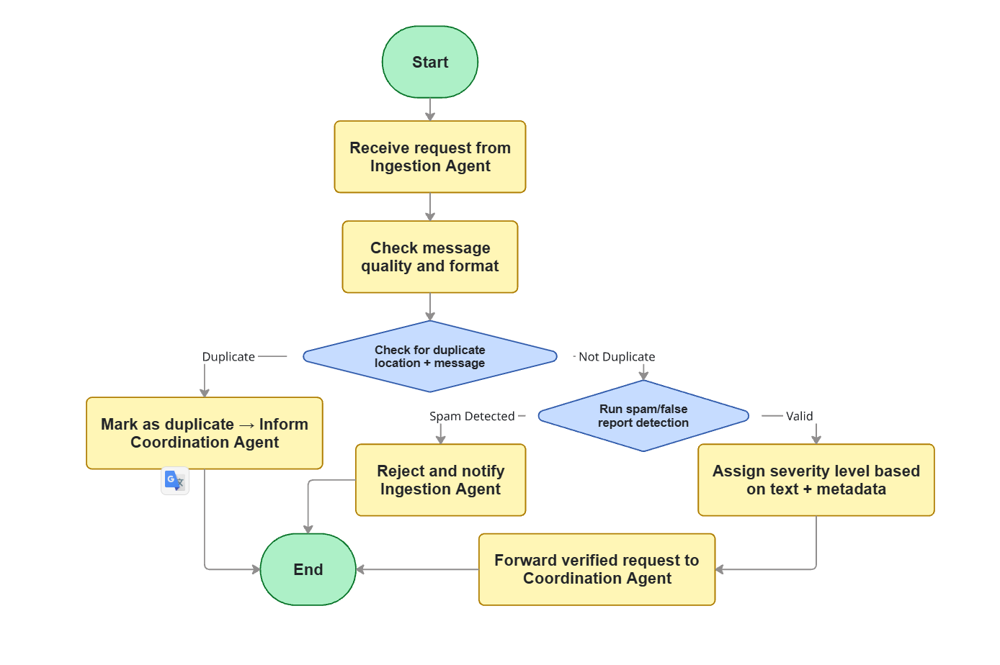 Start
Receive request from
Ingestion Agent
Check message
quality and format
Check for duplicate
location + message
Duplicate
Not Duplicate
Mark as duplicate → Inform
Coordination Agent
Run spam/false
report detection
Spam Detected
Valid
Reject and notify
Ingestion Agent
Assign severity level based
on text + metadata
End
Forward verified request to
Coordination Agent
G
文